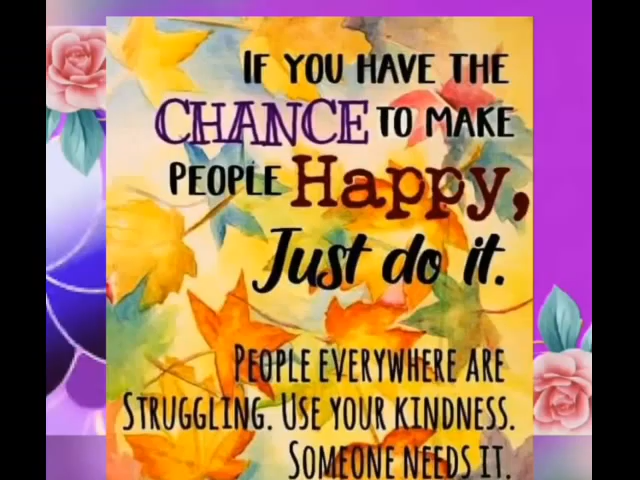 IF YOU HAVE THE
CHANCE TO MAKE
PEOPLE Happy,
Just do it.
PEOPLE EVERYWHERE ARE
STRUGGLING. USE YOUR KINDNESS.
SOMEONE NEEDS IT.